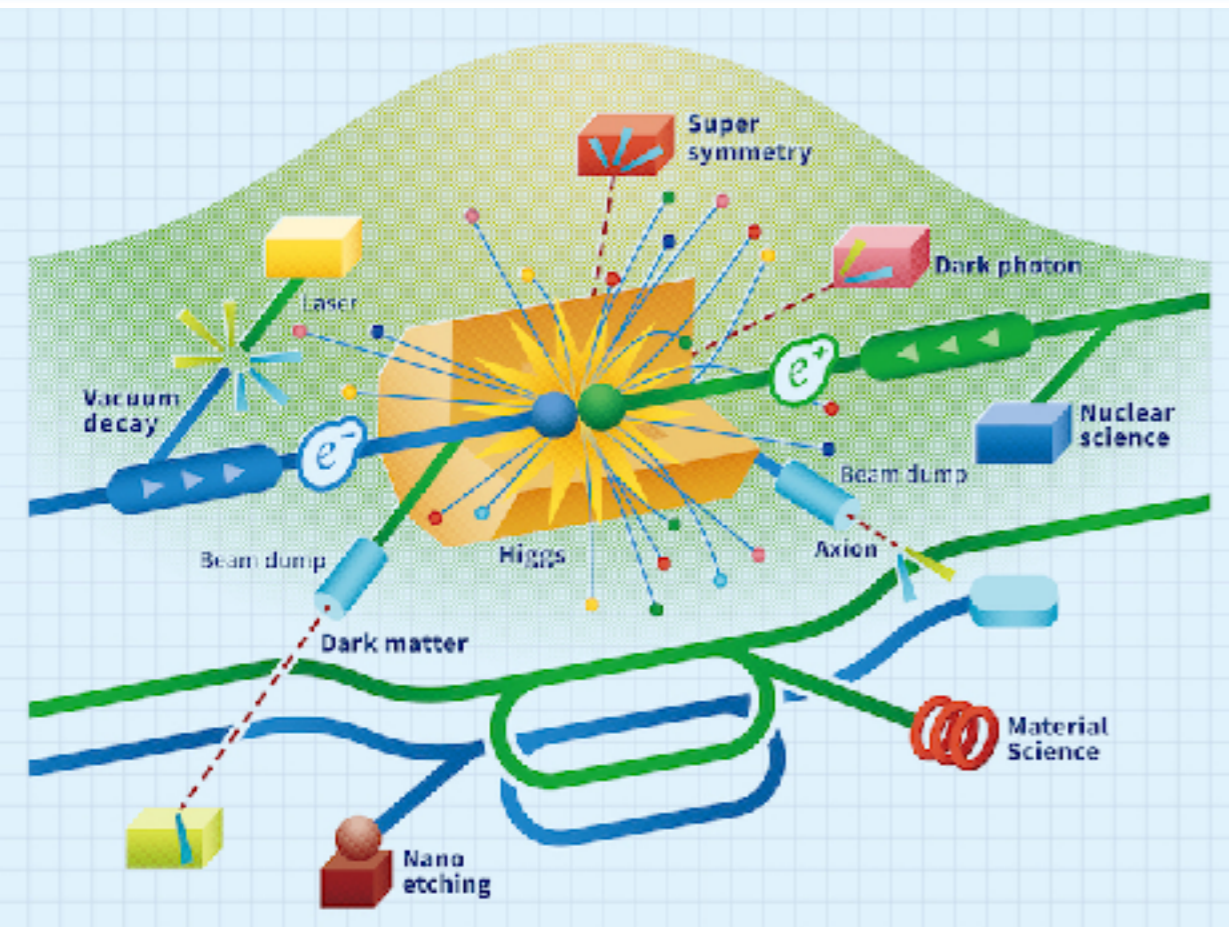 Super
symmetry
Dark photon
Laser
Vacuum
decay
e⁺
e⁻
Nuclear
science
Beam dump
Axion
Higgs
Beam dump
Dark matter
Material
Science
Nano
etching